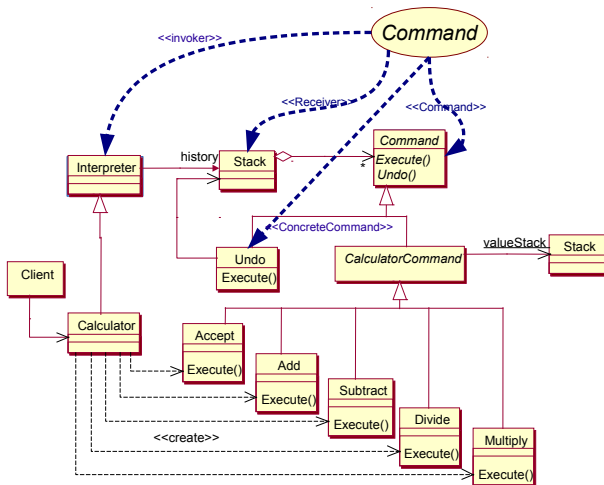 Command
<<invoker>>
<<Receiver>>
<<Command>>
history
Interpreter
Stack
*
Command
Execute()
Undo()
<<ConcreteCommand>>
Undo
Execute()
CalculatorCommand
valueStack
Stack
Client
Calculator
Accept
Execute()
Add
Execute()
Subtract
Execute()
Divide
Execute()
Multiply
Execute()
<<create>>